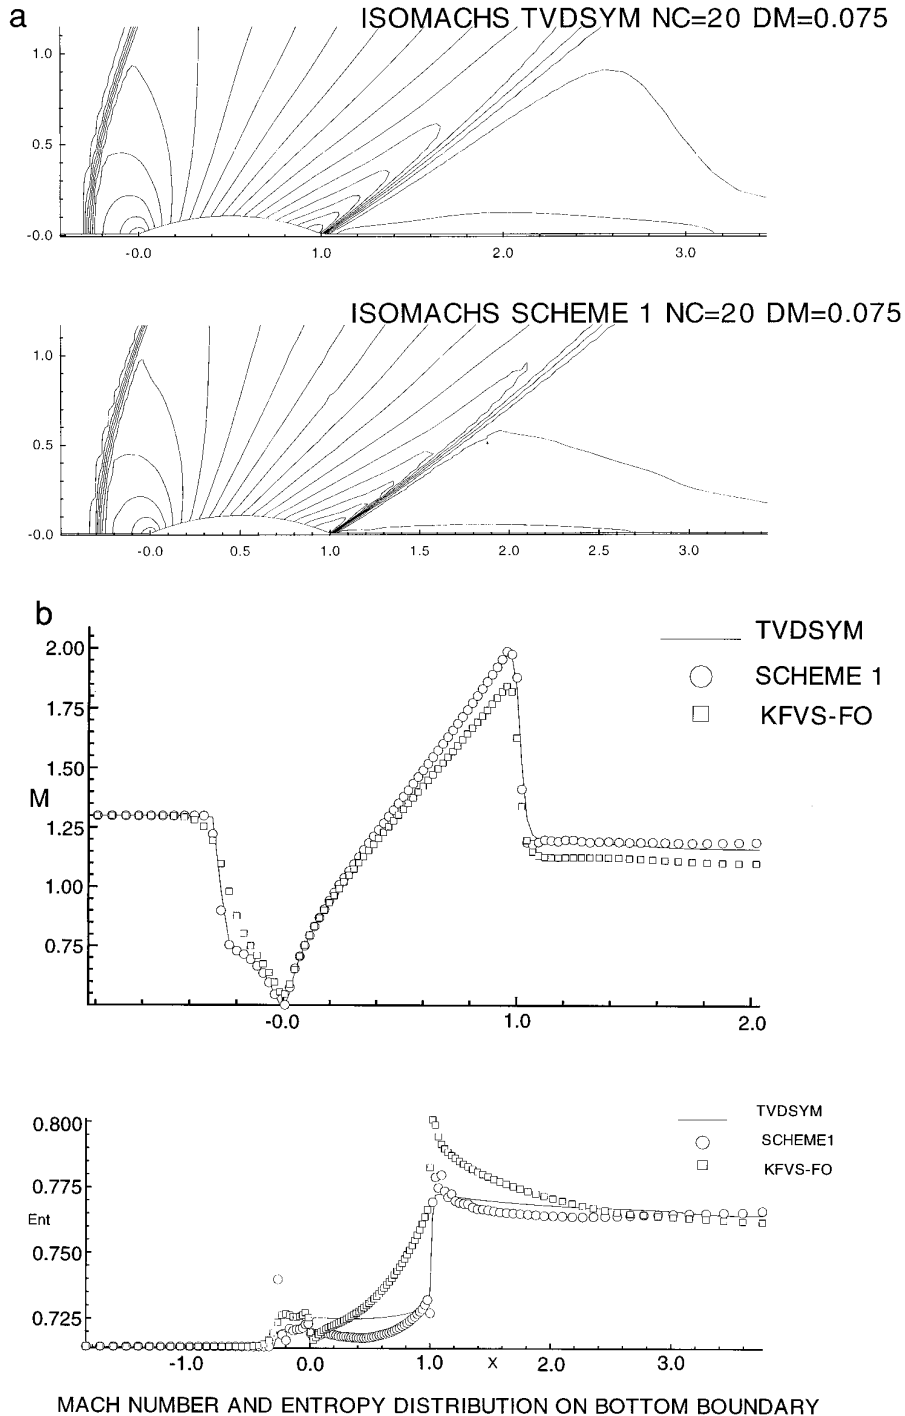 a
ISOMACHS TVDSYM NC=20 DM=0.075
1.0
0.5
-0.0
-0.0 1.0 2.0 3.0
ISOMACHS SCHEME 1 NC=20 DM=0.075
1.0
0.5
-0.0
-0.0 0.5 1.0 1.5 2.0 2.5 3.0
b
TVDSYM
SCHEME 1
KFVS-FO
2.00
1.75
1.50
M
1.25
1.00
0.75
-0.0 1.0 2.0
TVDSYM
SCHEME1
KFVS-FO
0.800
0.775
Ent
0.750
0.725
-1.0 0.0 1.0 X 2.0 3.0
MACH NUMBER AND ENTROPY DISTRIBUTION ON BOTTOM BOUNDARY